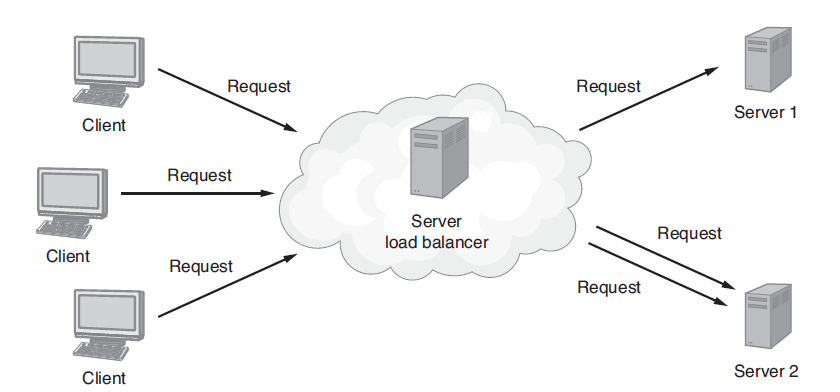 Request
Client
Request
Client
Request
Client
Server
load balancer
Request
Server 1
Request
Request
Server 2